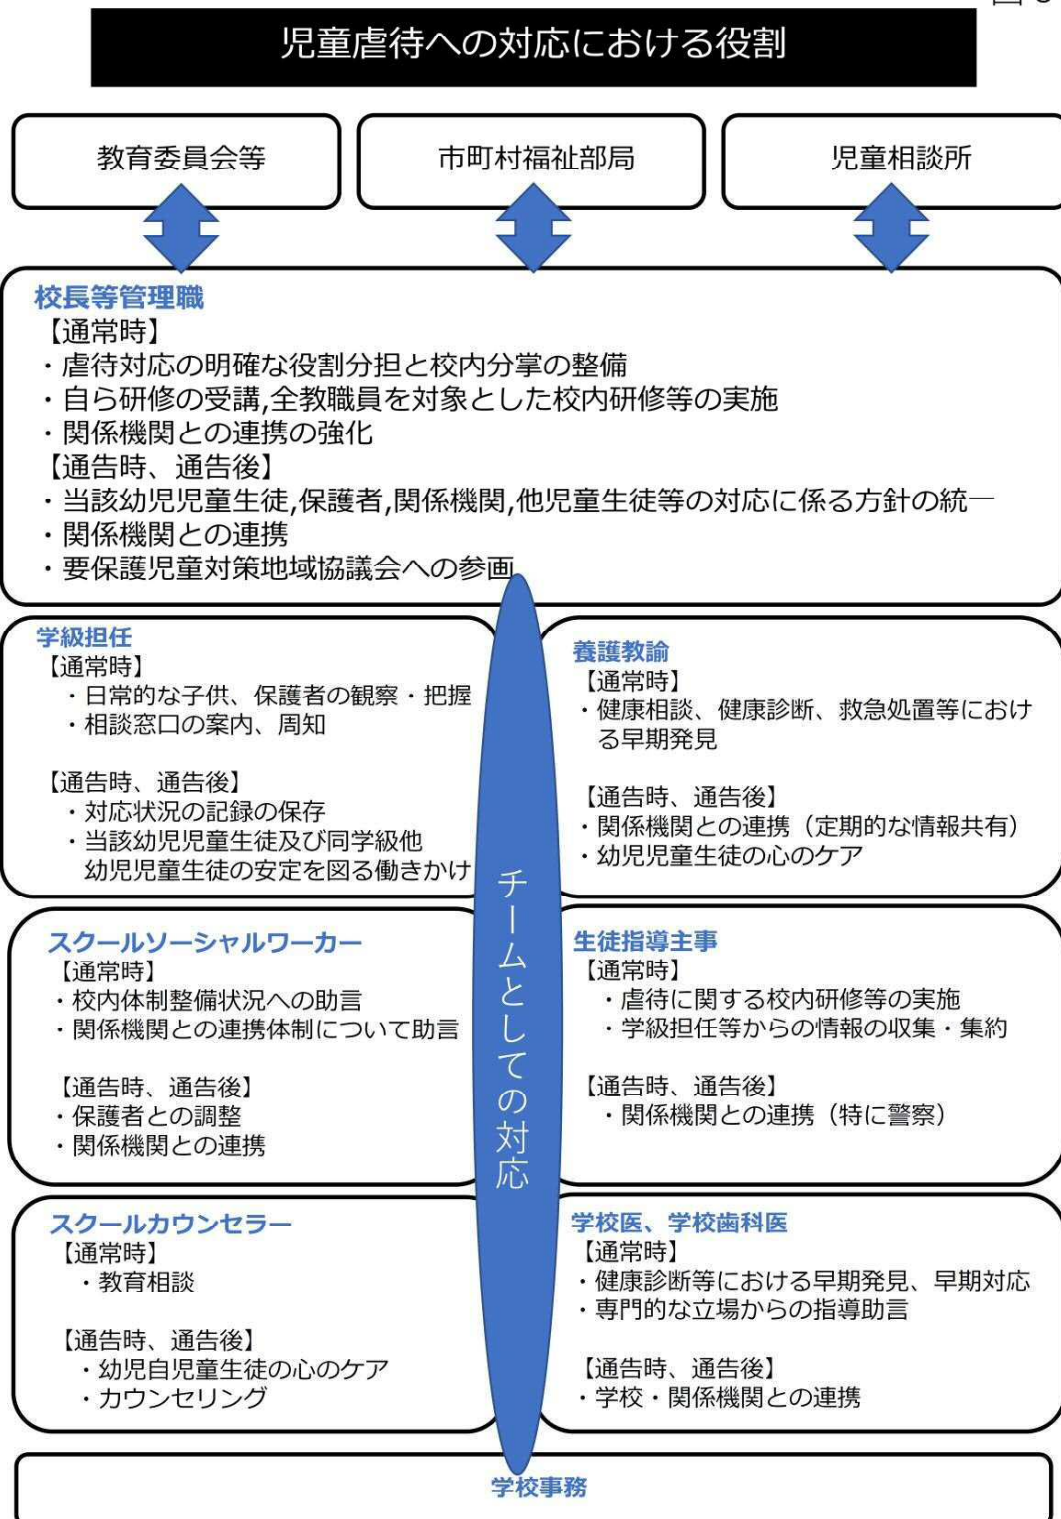 児童虐待への対応における役割
教育委員会等
市町村福祉部局
児童相談所
校長等管理職
【通常時】
・虐待対応の明確な役割分担と校内分掌の整備
・自ら研修の受講,全教職員を対象とした校内研修等の実施
・関係機関との連携の強化
【通告時、通告後】
・当該幼児児童生徒,保護者,関係機関,他児童生徒等の対応に係る方針の統一
・関係機関との連携
・要保護児童対策地域協議会への参画
学級担任
【通常時】
・日常的な子供、保護者の観察・把握
・相談窓口の案内、周知
【通告時、通告後】
・対応状況の記録の保存
・当該幼児児童生徒及び同学級他
幼児児童生徒の安定を図る働きかけ
養護教諭
【通常時】
・健康相談、健康診断、救急処置等におけ
る早期発見
【通告時、通告後】
・関係機関との連携（定期的な情報共有）
・幼児児童生徒の心のケア
チームとしての対応
スクールソーシャルワーカー
【通常時】
・校内体制整備状況への助言
・関係機関との連携体制について助言
【通告時、通告後】
・保護者との調整
・関係機関との連携
生徒指導主事
【通常時】
・虐待に関する校内研修等の実施
・学級担任等からの情報の収集・集約
【通告時、通告後】
・関係機関との連携（特に警察）
スクールカウンセラー
【通常時】
・教育相談
【通告時、通告後】
・幼児自児童生徒の心のケア
・カウンセリング
学校医、学校歯科医
【通常時】
・健康診断等における早期発見、早期対応
・専門的な立場からの指導助言
【通告時、通告後】
・学校・関係機関との連携
学校事務